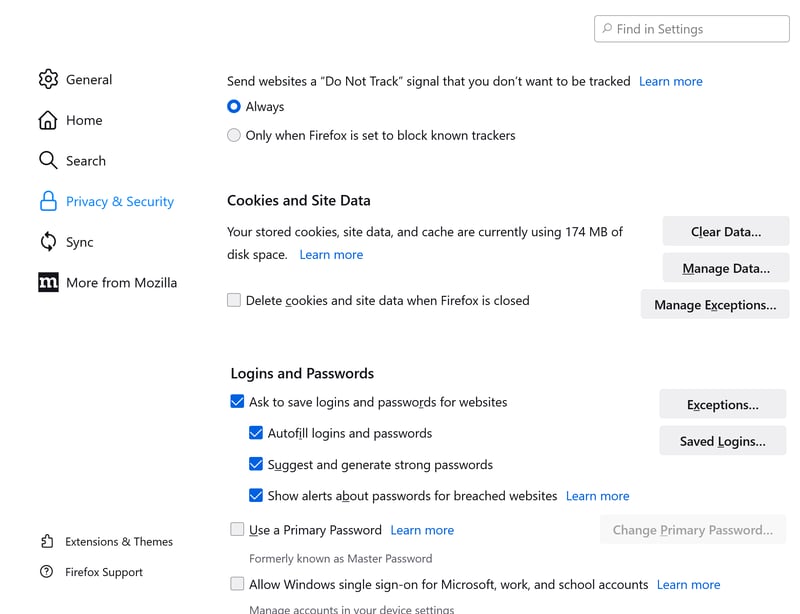 Find in Settings
General
Home
Search
Privacy & Security
Sync
m More from Mozilla
Extensions & Themes
Firefox Support
Send websites a “Do Not Track” signal that you don’t want to be tracked Learn more
Always
Only when Firefox is set to block known trackers
Cookies and Site Data
Your stored cookies, site data, and cache are currently using 174 MB of
disk space. Learn more
Clear Data…
Manage Data…
Delete cookies and site data when Firefox is closed
Manage Exceptions…
Logins and Passwords
Ask to save logins and passwords for websites
Exceptions…
Autofill logins and passwords
Saved Logins…
Suggest and generate strong passwords
Show alerts about passwords for breached websites Learn more
Use a Primary Password Learn more
Change Primary Password…
Formerly known as Master Password
Allow Windows single sign-on for Microsoft, work, and school accounts Learn more
Manage accounts in your device settings